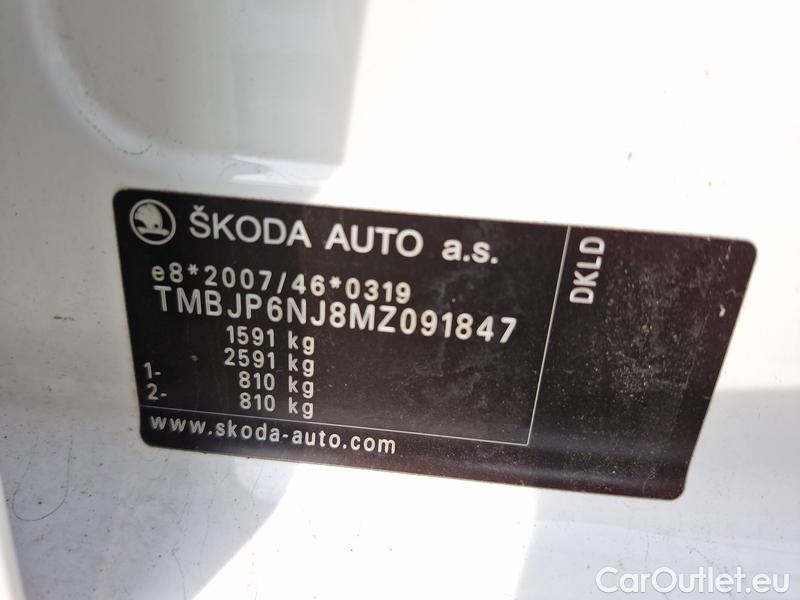 ŠKODA AUTO a.s.
e8*2007/46*0319
TMBJP6NJ8MZ091847
1591 kg
2591 kg
1- 810 kg
2- 810 kg
www.skoda-auto.com
DKLD
CarOutlet.eu